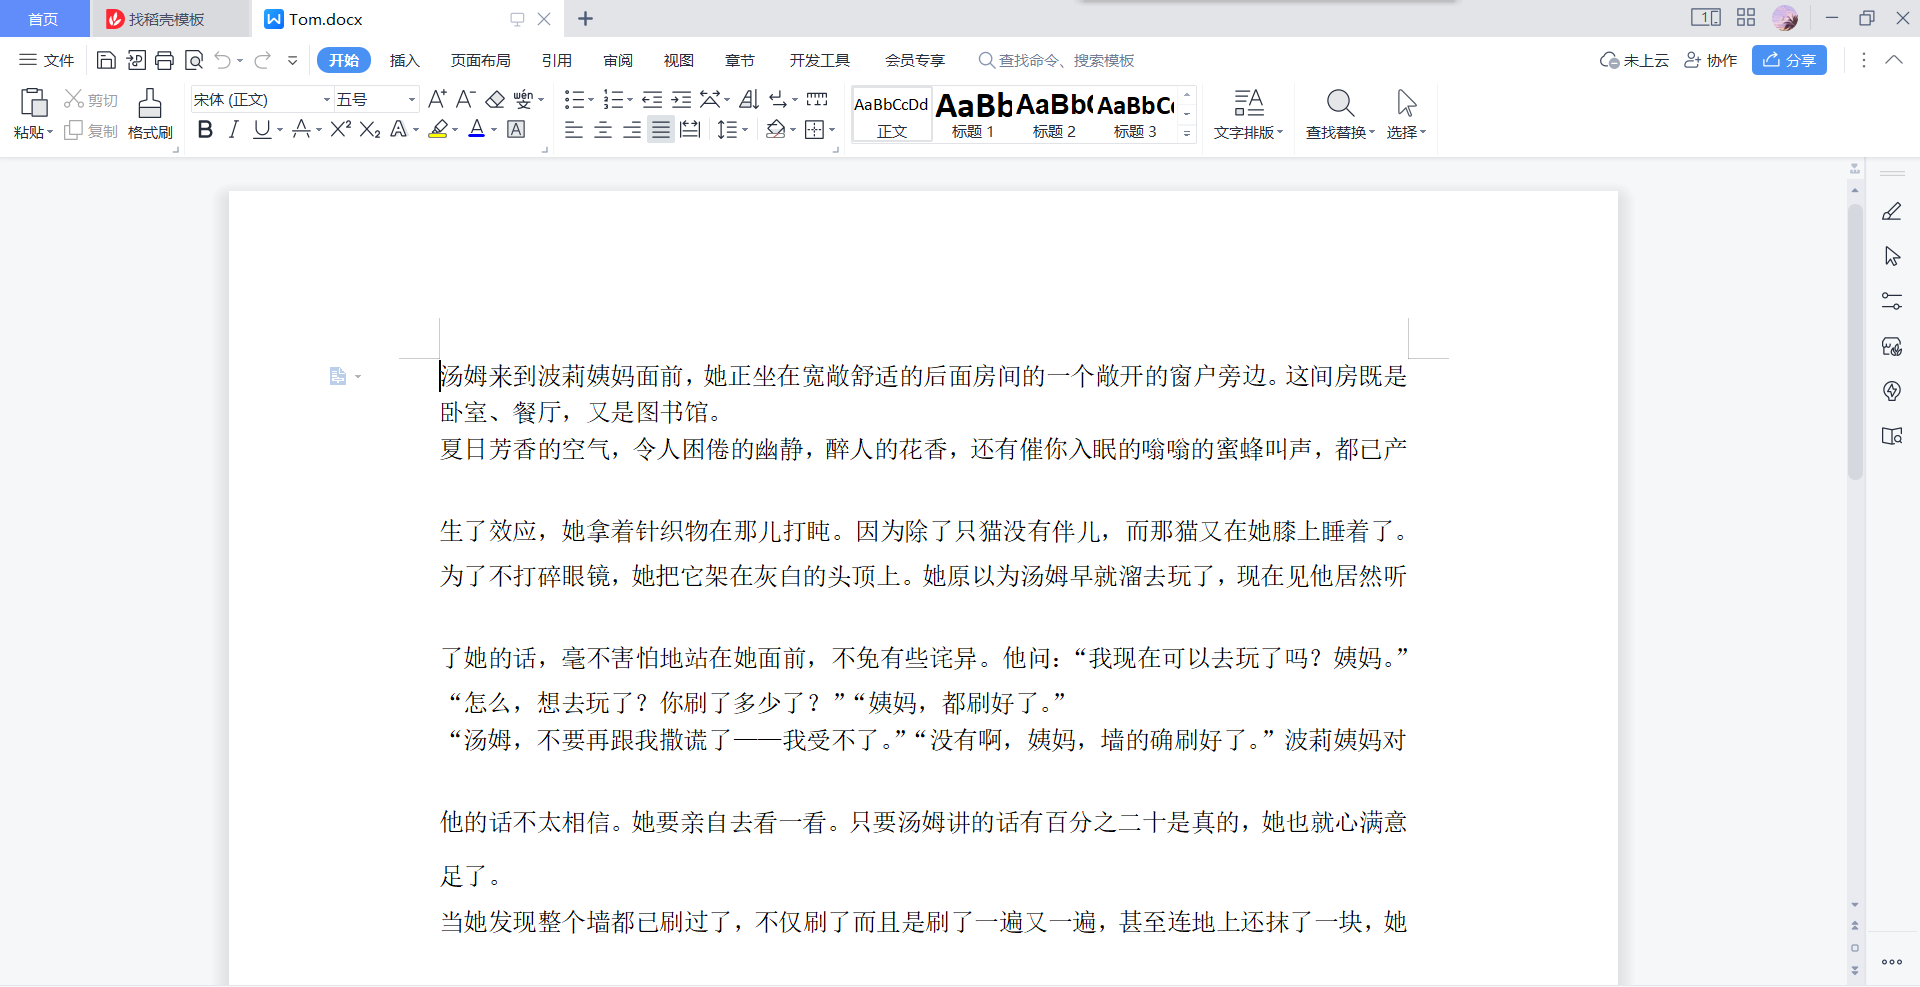 首页 找稻壳模板 Tom.docx 1
文件 开始 插入 页面布局 引用 审阅 视图 章节 开发工具 会员专享 查找命令、搜索模板 未上云 协作 分享
剪切 宋体 (正文) 五号 A+ A- wén 文 AaBbCcDd AaBb AaBb( AaBbC
粘贴 复制 格式刷 B I U A X² X₂ A A A 正文 标题 1 标题 2 标题 3 文字排版 查找替换 选择
汤姆来到波莉姨妈面前，她正坐在宽敞舒适的后面房间的一个敞开的窗户旁边。这间房既是
卧室、餐厅，又是图书馆。
夏日芳香的空气，令人困倦的幽静，醉人的花香，还有催你入眠的嗡嗡的蜜蜂叫声，都已产
生了效应，她拿着针织物在那儿打盹。因为除了只猫没有伴儿，而那猫又在她膝上睡着了。
为了不打碎眼镜，她把它架在灰白的头顶上。她原以为汤姆早就溜去玩了，现在见他居然听
了她的话，毫不害怕地站在她面前，不免有些诧异。他问：“我现在可以去玩了吗？姨妈。”
“怎么，想去玩了？你刷了多少了？”“姨妈，都刷好了。”
“汤姆，不要再跟我撒谎了——我受不了。”“没有啊，姨妈，墙的确刷好了。”波莉姨妈对
他的话不太相信。她要亲自去看一看。只要汤姆讲的话有百分之二十是真的，她也就心满意
足了。
当她发现整个墙都已刷过了，不仅刷了而且是刷了一遍又一遍，甚至连地上还抹了一块，她